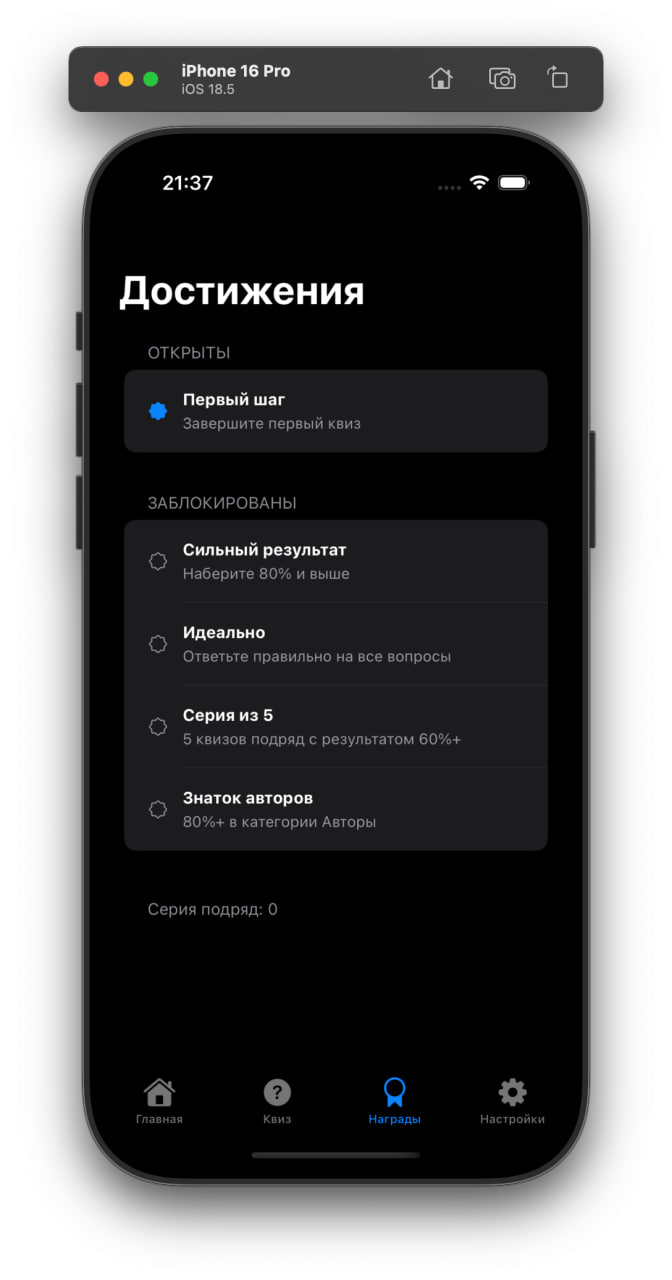 iPhone 16 Pro
iOS 18.5
21:37
Достижения
ОТКРЫТЫ
Первый шаг
Завершите первый квиз
ЗАБЛОКИРОВАНЫ
Сильный результат
Наберите 80% и выше
Идеально
Ответьте правильно на все вопросы
Серия из 5
5 квизов подряд с результатом 60%+
Знаток авторов
80%+ в категории Авторы
Серия подряд: 0
?
Главная Квиз Награды Настройки